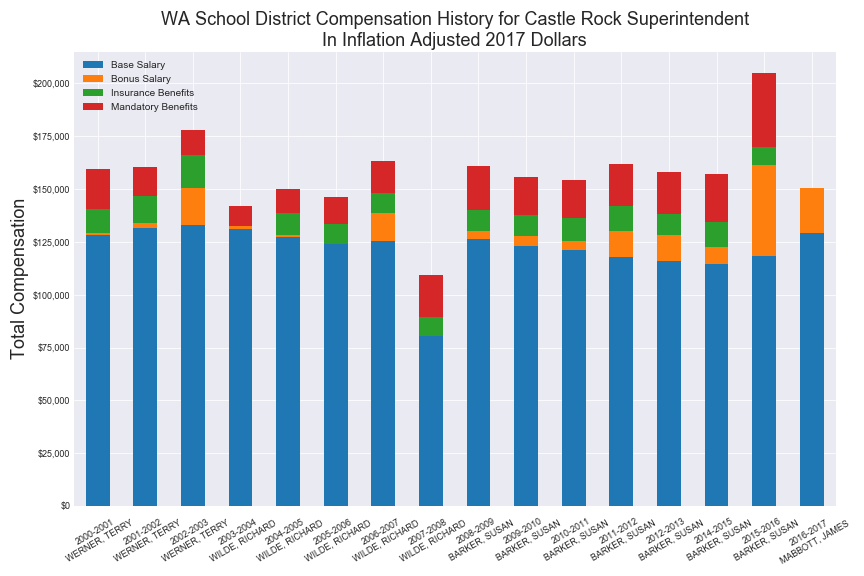 WA School District Compensation History for Castle Rock Superintendent
In Inflation Adjusted 2017 Dollars
Base Salary
Bonus Salary
Insurance Benefits
Mandatory Benefits
Total Compensation
$200,000
$175,000
$150,000
$125,000
$100,000
$75,000
$50,000
$25,000
$0
2000-2001
WERNER, TERRY
2001-2002
WERNER, TERRY
2002-2003
WERNER, TERRY
2003-2004
WILDE, RICHARD
2004-2005
WILDE, RICHARD
2005-2006
WILDE, RICHARD
2006-2007
WILDE, RICHARD
2007-2008
WILDE, RICHARD
2008-2009
BARKER, SUSAN
2009-2010
BARKER, SUSAN
2010-2011
BARKER, SUSAN
2011-2012
BARKER, SUSAN
2012-2013
BARKER, SUSAN
2014-2015
BARKER, SUSAN
2015-2016
BARKER, SUSAN
2016-2017
MABBOTT, JAMES